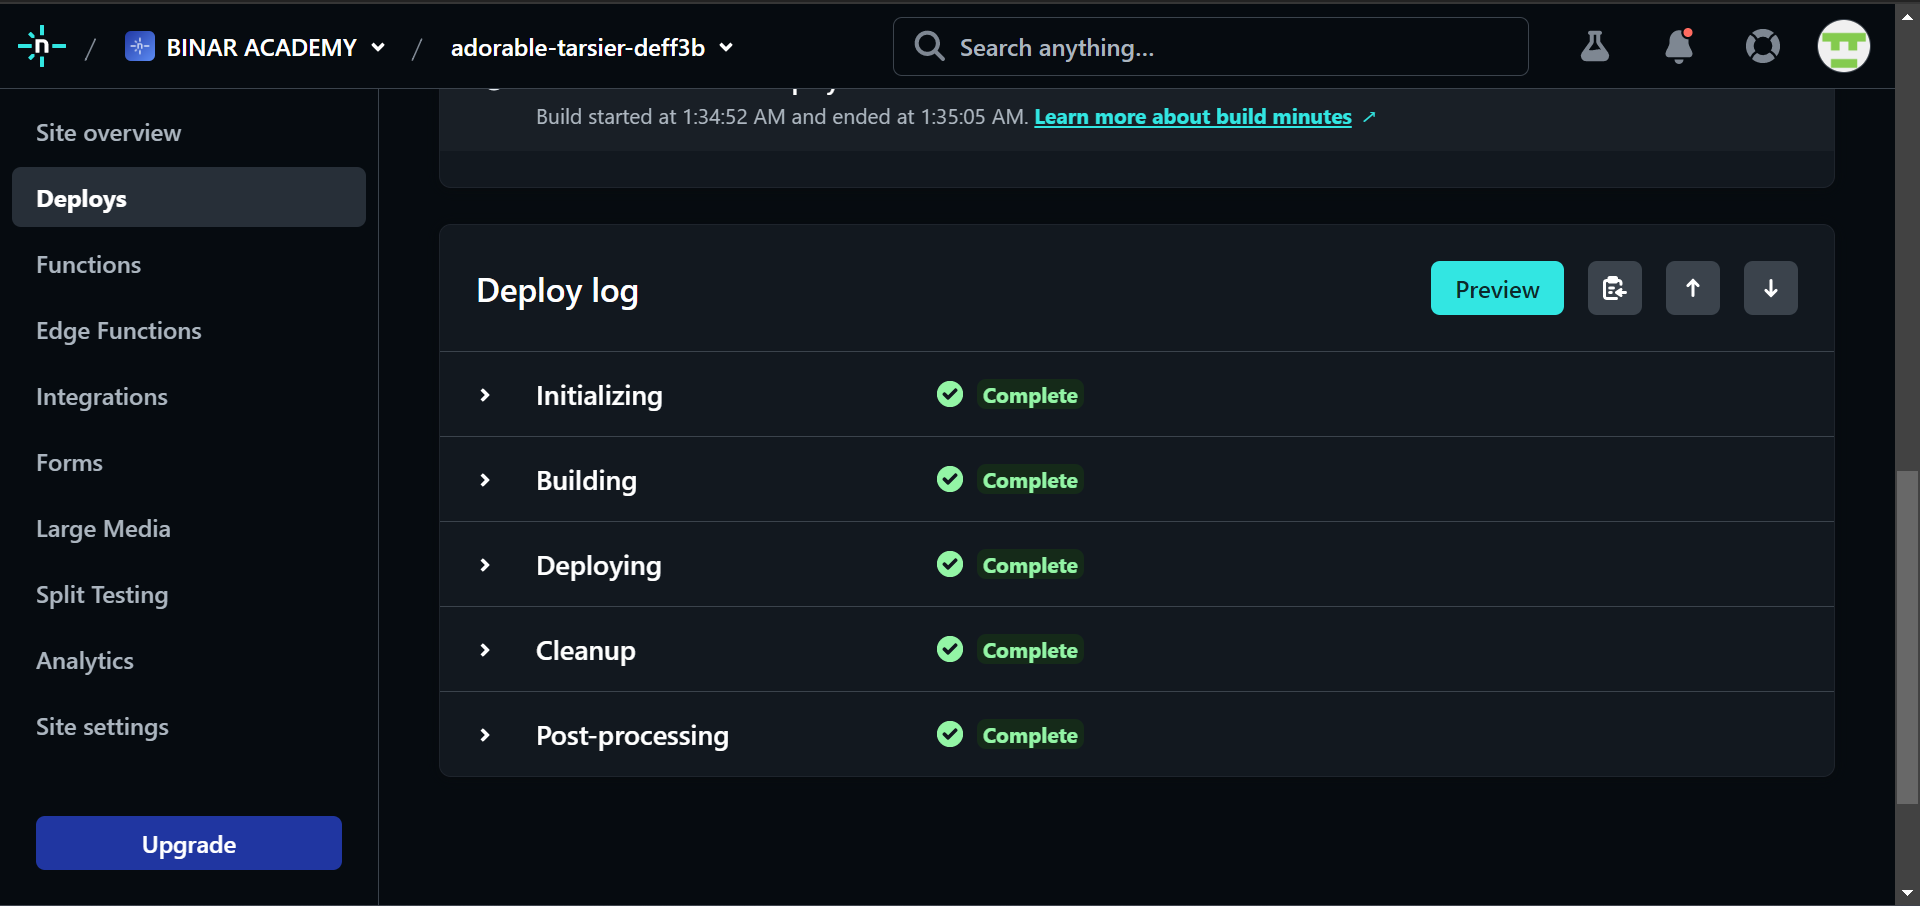 BINAR ACADEMY
adorable-tarsier-deff3b
Search anything...
Site overview
Deploys
Functions
Edge Functions
Integrations
Forms
Large Media
Split Testing
Analytics
Site settings
Upgrade
Build started at 1:34:52 AM and ended at 1:35:05 AM. Learn more about build minutes
Deploy log
Preview
Initializing Complete
Building Complete
Deploying Complete
Cleanup Complete
Post-processing Complete